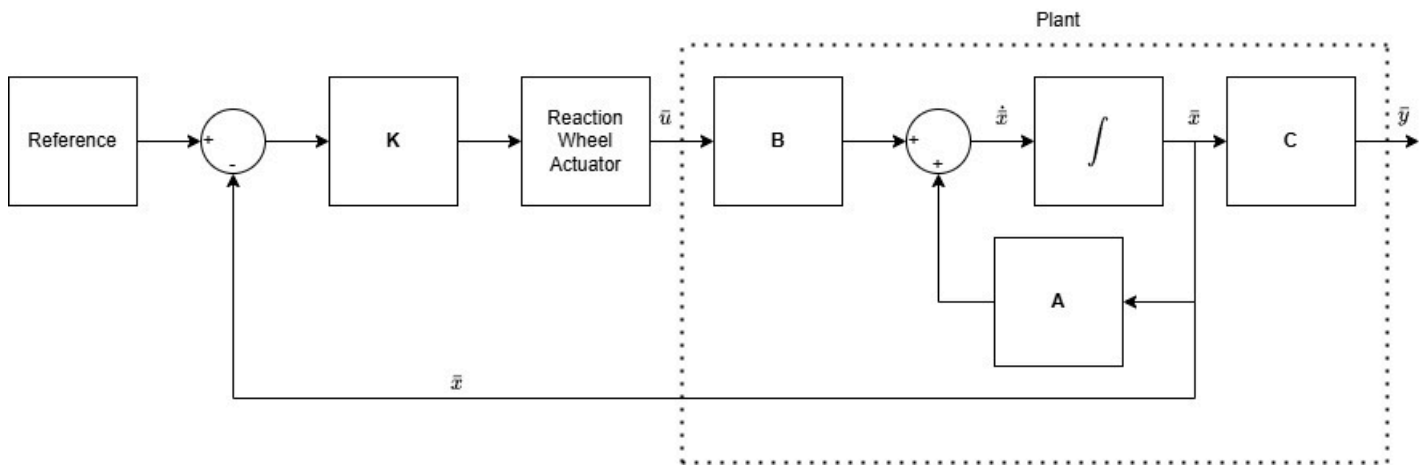 Plant
Reference
+
-
K
Reaction
Wheel
Actuator
ū
B
+
+
ẋ̄
∫
x̄
C
ȳ
A
x̄